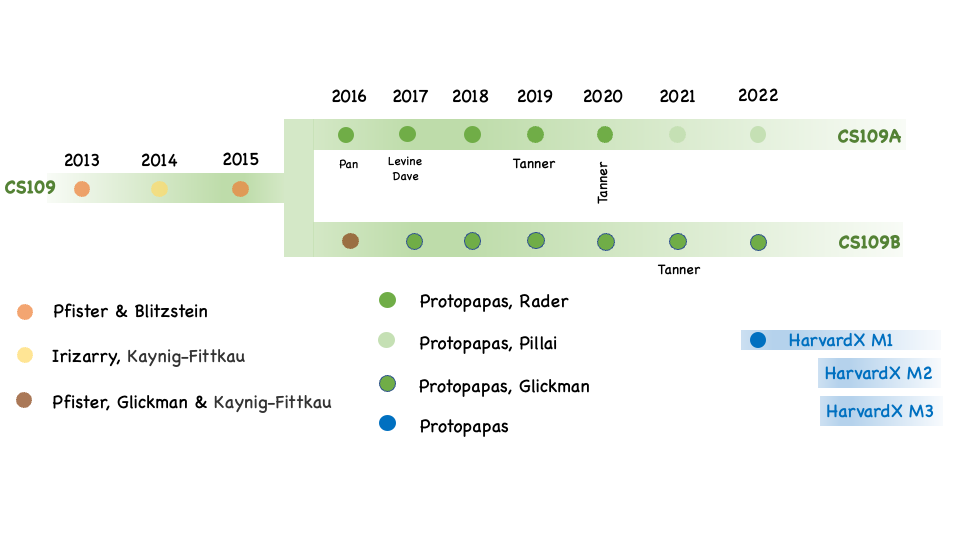 2016 2017 2018 2019 2020 2021 2022
CS109A
2013 2014 2015
Pan
Levine
Dave
Tanner
Tanner
CS109
CS109B
Tanner
Pfister & Blitzstein
Irizarry, Kaynig-Fittkau
Pfister, Glickman & Kaynig-Fittkau
Protopapas, Rader
Protopapas, Pillai
Protopapas, Glickman
Protopapas
HarvardX M1
HarvardX M2
HarvardX M3